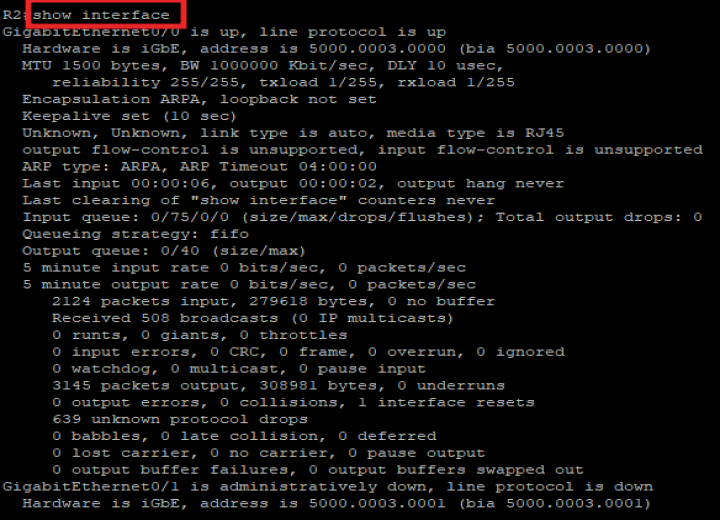 R2#show interface
GigabitEthernet0/0 is up, line protocol is up
Hardware is iGbE, address is 5000.0003.0000 (bia 5000.0003.0000)
MTU 1500 bytes, BW 1000000 Kbit/sec, DLY 10 usec,
reliability 255/255, txload 1/255, rxload 1/255
Encapsulation ARPA, loopback not set
Keepalive set (10 sec)
Unknown, Unknown, link type is auto, media type is RJ45
output flow-control is unsupported, input flow-control is unsupported
ARP type: ARPA, ARP Timeout 04:00:00
Last input 00:00:06, output 00:00:02, output hang never
Last clearing of "show interface" counters never
Input queue: 0/75/0/0 (size/max/drops/flushes); Total output drops: 0
Queueing strategy: fifo
Output queue: 0/40 (size/max)
5 minute input rate 0 bits/sec, 0 packets/sec
5 minute output rate 0 bits/sec, 0 packets/sec
2124 packets input, 279618 bytes, 0 no buffer
Received 508 broadcasts (0 IP multicasts)
0 runts, 0 giants, 0 throttles
0 input errors, 0 CRC, 0 frame, 0 overrun, 0 ignored
0 watchdog, 0 multicast, 0 pause input
3145 packets output, 308981 bytes, 0 underruns
0 output errors, 0 collisions, 1 interface resets
639 unknown protocol drops
0 babbles, 0 late collision, 0 deferred
0 lost carrier, 0 no carrier, 0 pause output
0 output buffer failures, 0 output buffers swapped out
GigabitEthernet0/1 is administratively down, line protocol is down
Hardware is iGbE, address is 5000.0003.0001 (bia 5000.0003.0001)